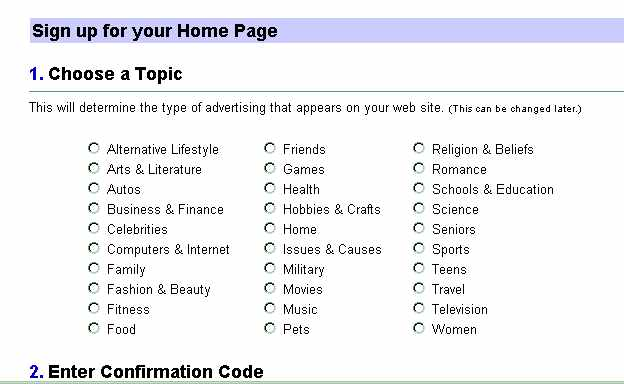 Sign up for your Home Page
1. Choose a Topic
This will determine the type of advertising that appears on your web site. (This can be changed later.)
Alternative Lifestyle Friends Religion & Beliefs
Arts & Literature Games Romance
Autos Health Schools & Education
Business & Finance Hobbies & Crafts Science
Celebrities Home Seniors
Computers & Internet Issues & Causes Sports
Family Military Teens
Fashion & Beauty Movies Travel
Fitness Music Television
Food Pets Women
2. Enter Confirmation Code